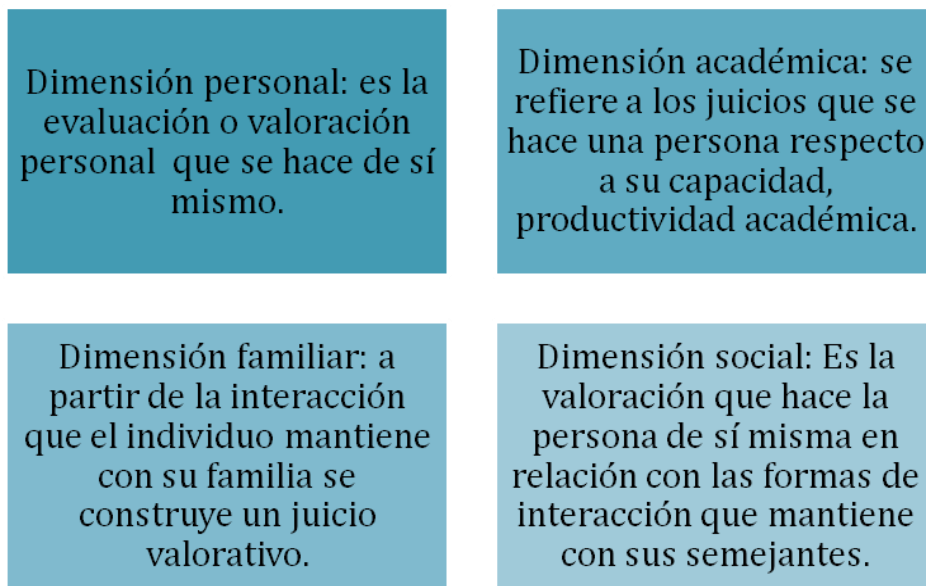 Dimensión personal: es la
evaluación o valoración
personal  que se hace de sí
mismo.
Dimensión académica: se
refiere a los juicios que se
hace una persona respecto
a su capacidad,
productividad académica.
Dimensión familiar: a
partir de la interacción
que el individuo mantiene
con su familia se
construye un juicio
valorativo.
Dimensión social: Es la
valoración que hace la
persona de sí misma en
relación con las formas de
interacción que mantiene
con sus semejantes.